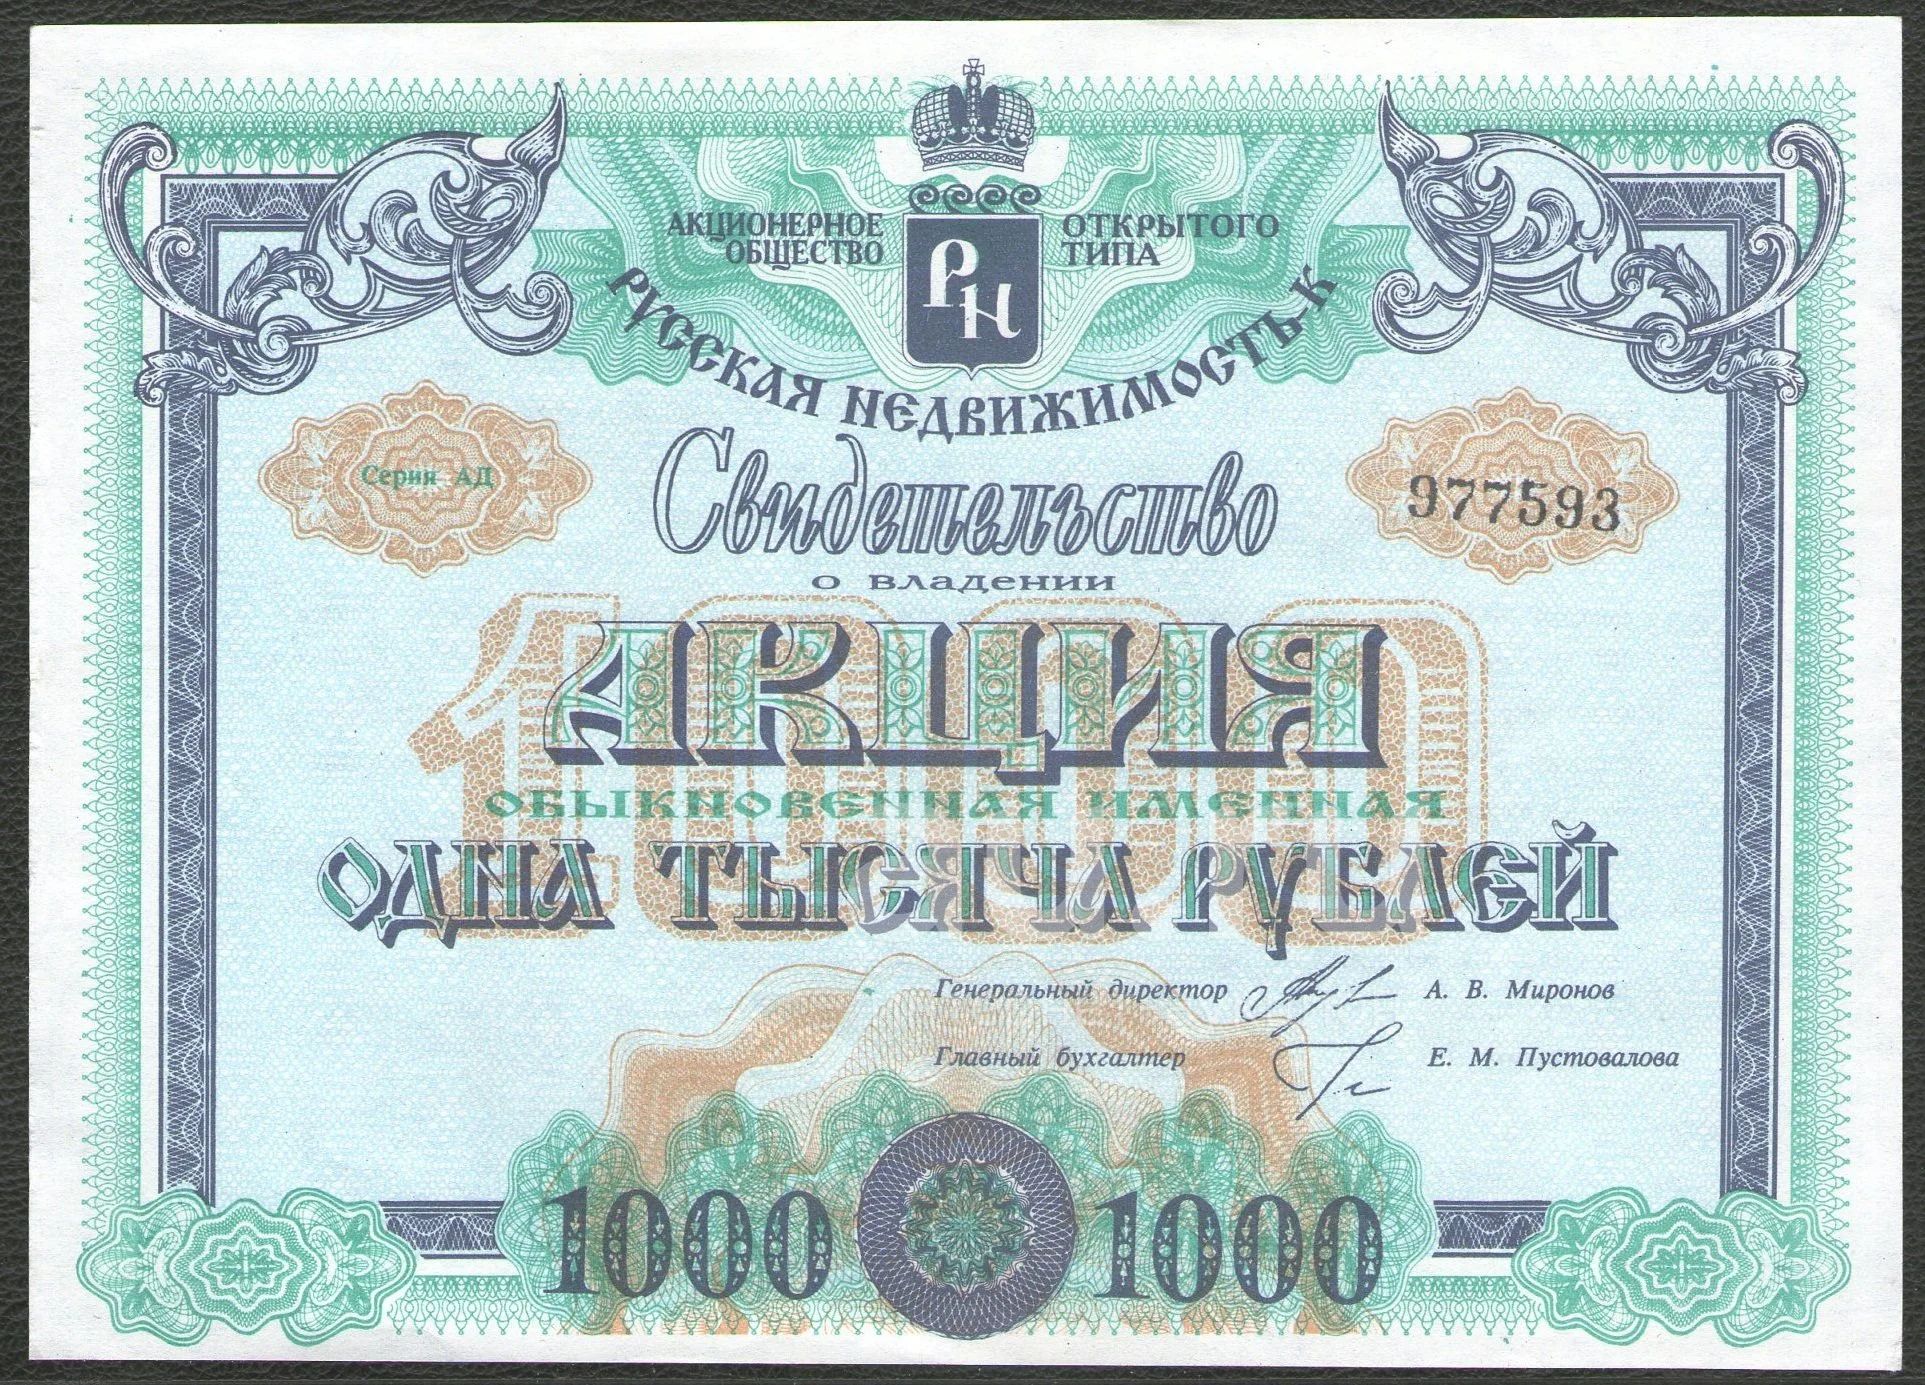 АКЦИОНЕРНОЕ ОБЩЕСТВО
ОТКРЫТОГО ТИПА
РН
РУССКАЯ НЕДВИЖИМОСТЬ-К
Серия АД
977593
Свидетельство
о владении
1000
АКЦИЯ
ОБЫКНОВЕННАЯ ИМЕННАЯ
ОДНА ТЫСЯЧА РУБЛЕЙ
Генеральный директор А. В. Миронов
Главный бухгалтер Е. М. Пустовалова
1000 1000